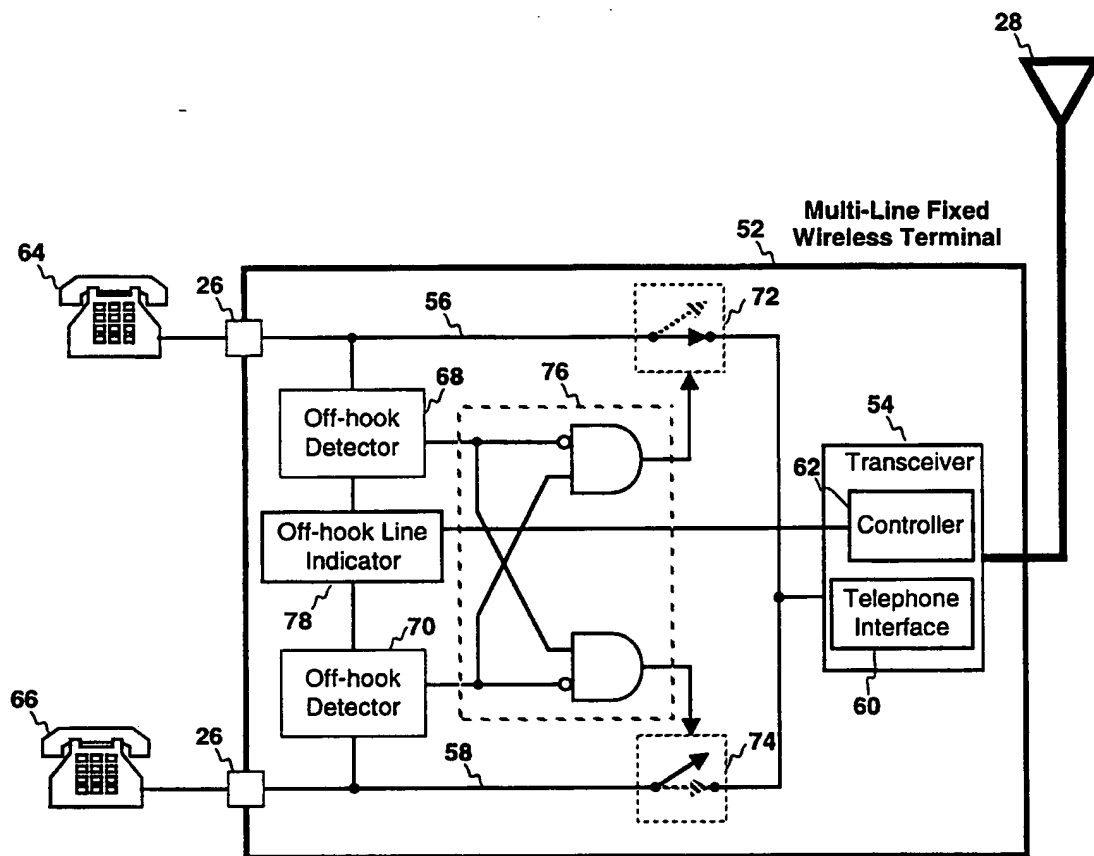 28
Multi-Line Fixed
Wireless Terminal
52
64
26
56
72
68
76
54
Off-hook
Detector
Transceiver
62
Controller
Off-hook Line
Indicator
78
70
Telephone
Interface
Off-hook
Detector
60
66
26
58
74